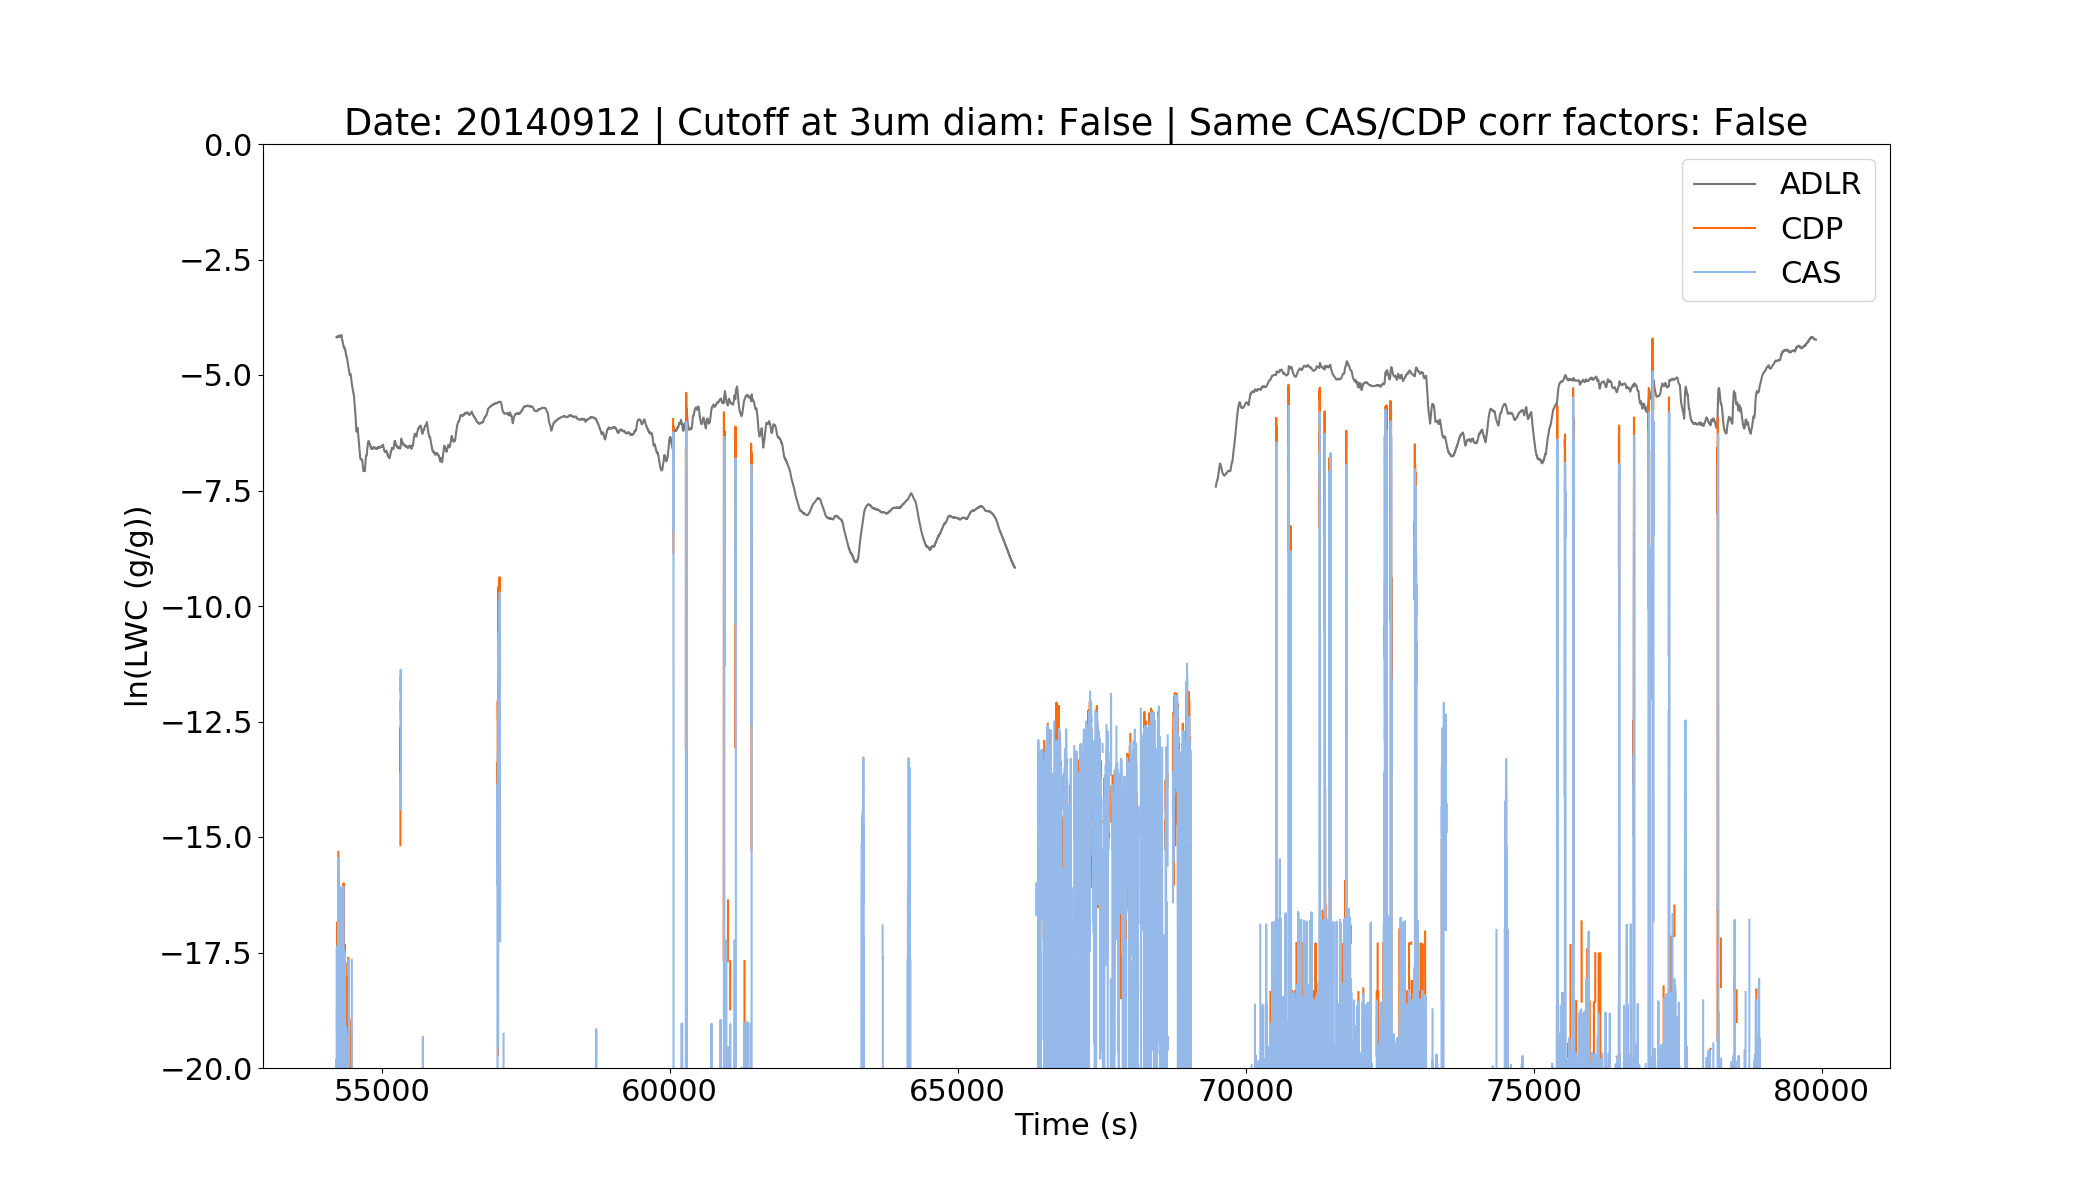 Date: 20140912 | Cutoff at 3um diam: False | Same CAS/CDP corr factors: False
ADLR
CDP
CAS
0.0
−2.5
−5.0
−7.5
−10.0
−12.5
−15.0
−17.5
−20.0
ln(LWC (g/g))
55000 60000 65000 70000 75000 80000
Time (s)